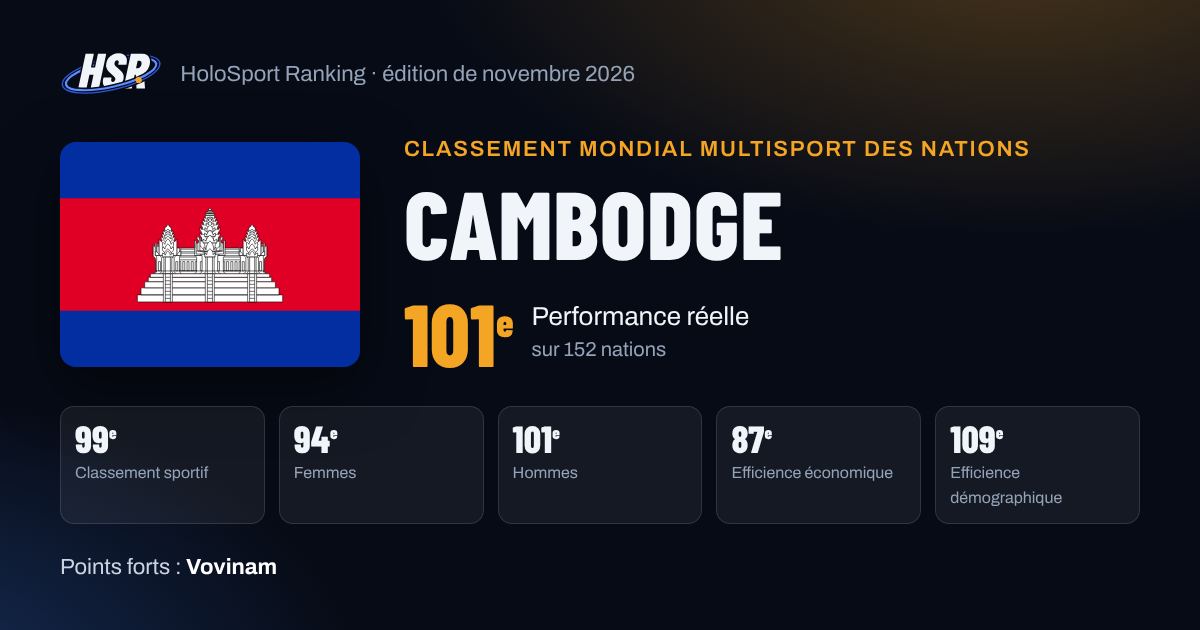 HSR
HoloSport Ranking · édition de novembre 2026
CLASSEMENT MONDIAL MULTISPORT DES NATIONS
CAMBODGE
101e
Performance réelle
sur 152 nations
99e
Classement sportif
94e
Femmes
101e
Hommes
87e
Efficience économique
109e
Efficience
démographique
Points forts : Vovinam